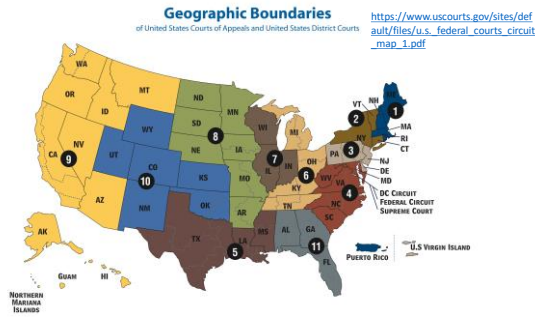 Geographic Boundaries
of United States Courts of Appeals and United States District Courts
https://www.uscourts.gov/sites/def
ault/files/u.s._federal_courts_circuit
_map_1.pdf
WA
MT
ND
MN
VT
NH
ME
1
OR
ID
2
WY
SD
8
WI
MI
NY
MA
RI
CT
NE
IA
PA
3
NJ
DE
MD
NV
UT
CA
9
CO
10
KS
MO
7
IL
IN
OH
6
WV
VA
4
KY
DC CIRCUIT
FEDERAL CIRCUIT
SUPREME COURT
AZ
NM
OK
AR
TN
NC
SC
TX
LA
5
MS
AL
GA
11
FL
AK
GUAM
HI
NORTHERN
MARIANA
ISLANDS
PUERTO RICO
U.S VIRGIN ISLAND